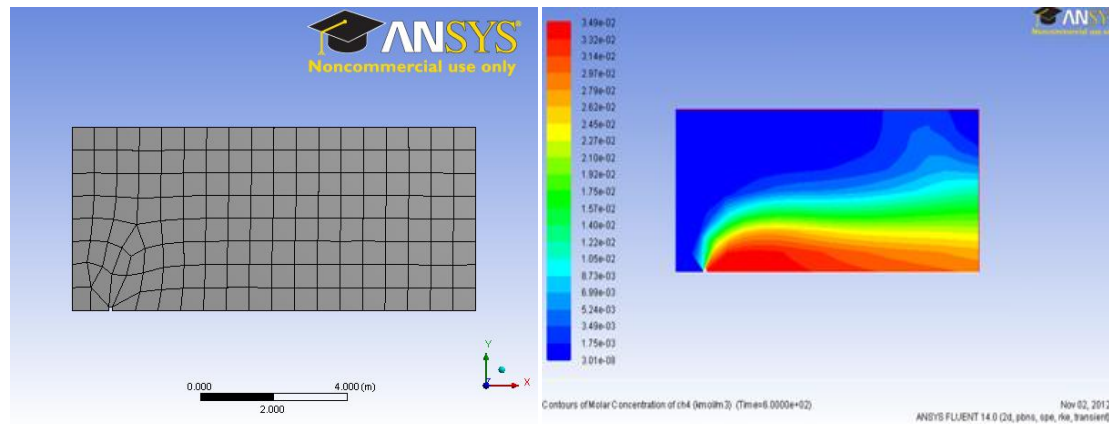 ANSYS
Noncommercial use only
Y
X
0.000
4.000 (m)
2.000
ANSYS
3.49e-02
3.32e-02
3.14e-02
2.97e-02
2.79e-02
2.62e-02
2.45e-02
2.27e-02
2.10e-02
1.92e-02
1.75e-02
1.57e-02
1.40e-02
1.22e-02
1.05e-02
8.73e-03
6.99e-03
5.24e-03
3.49e-03
1.75e-03
3.01e-08
Contours of Molar Concentration of ch4 (kmol/m3) (Time=6.0000e+02)
Nov 02, 2012
ANSYS FLUENT 14.0 (2d, pbns, spe, rke, transient)